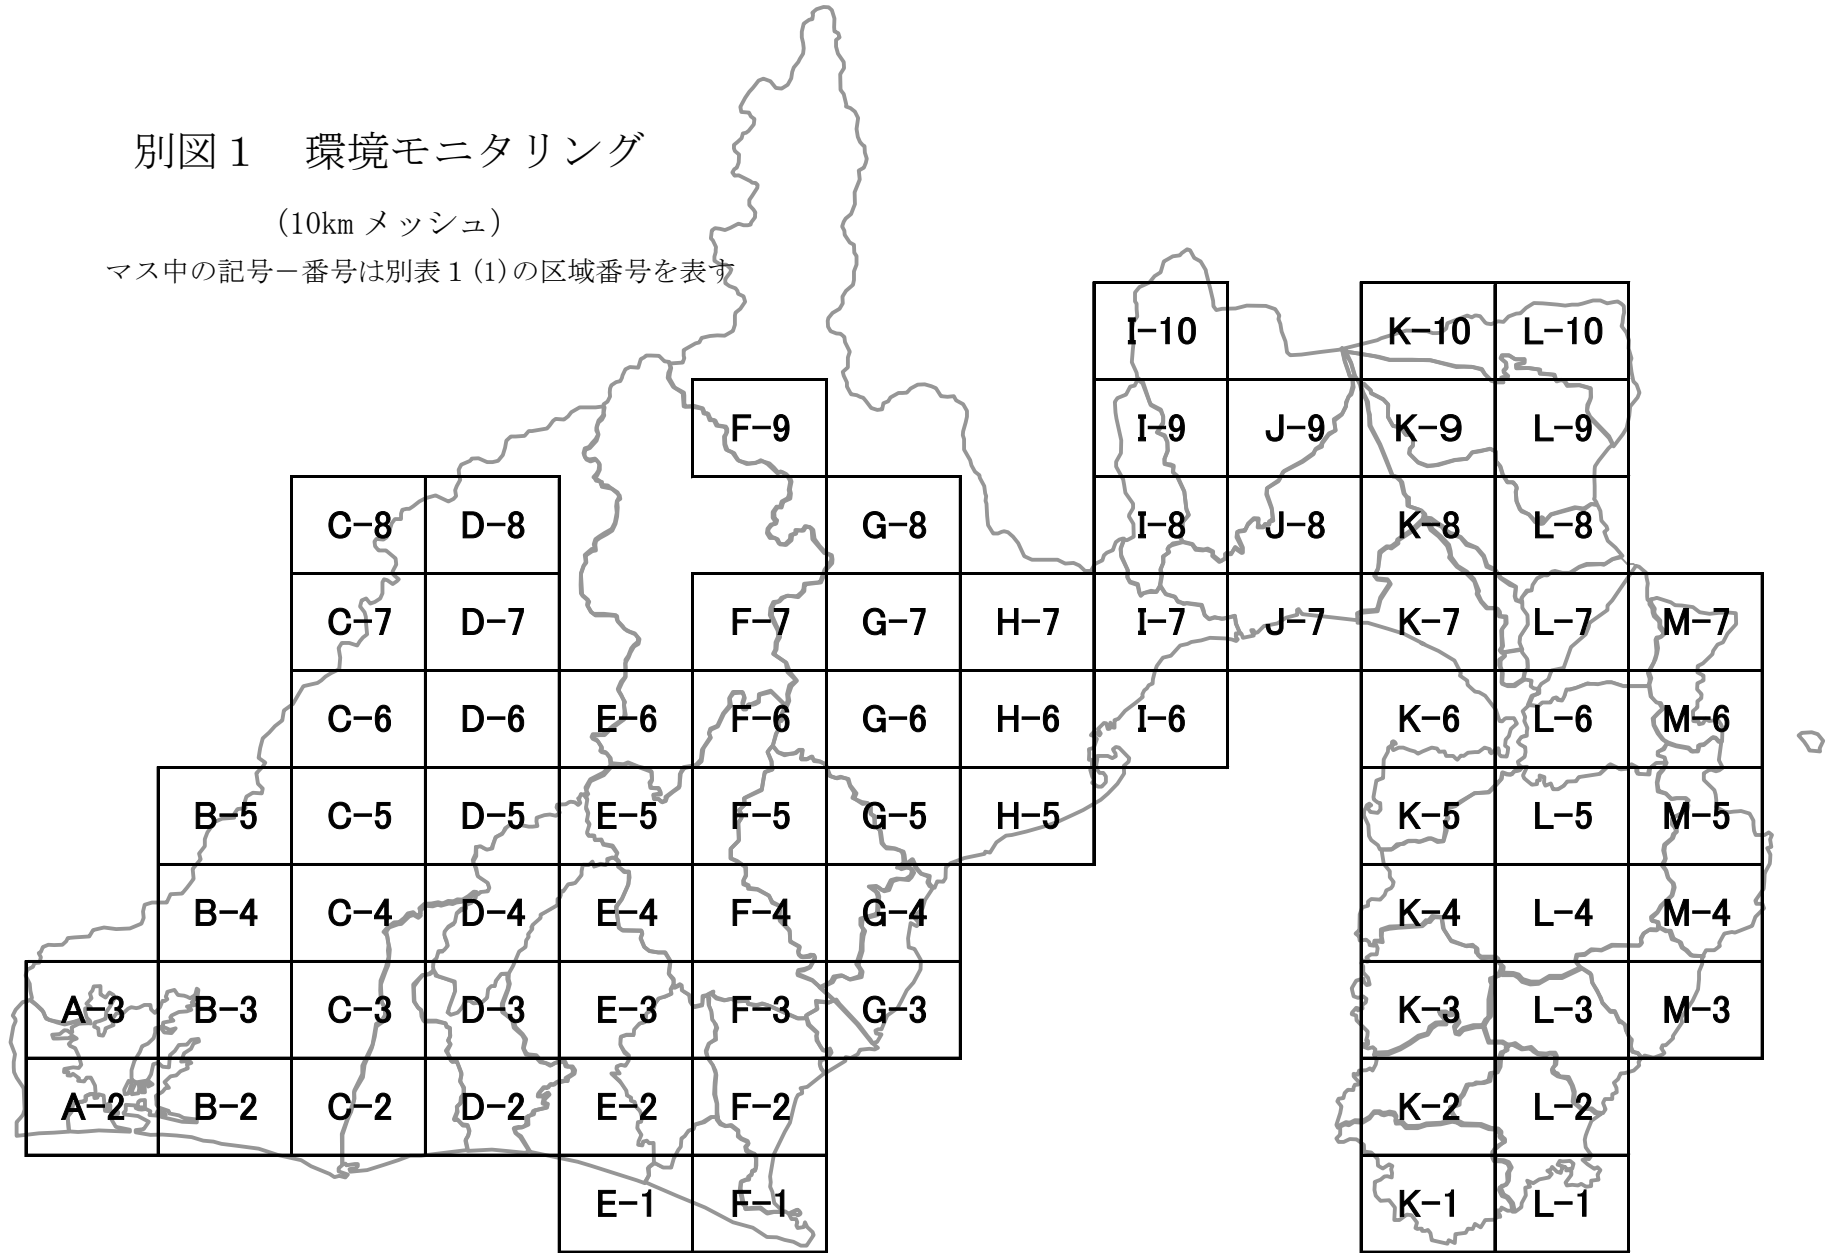 別図１　環境モニタリング
(10km メッシュ)
マス中の記号－番号は別表１(1)の区域番号を表す
I-10 K-10 L-10
F-9 I-9 J-9 K-9 L-9
C-8 D-8 G-8 I-8 J-8 K-8 L-8
C-7 D-7 F-7 G-7 H-7 I-7 J-7 K-7 L-7 M-7
C-6 D-6 E-6 F-6 G-6 H-6 I-6 K-6 L-6 M-6
B-5 C-5 D-5 E-5 F-5 G-5 H-5 K-5 L-5 M-5
B-4 C-4 D-4 E-4 F-4 G-4 K-4 L-4 M-4
A-3 B-3 C-3 D-3 E-3 F-3 G-3 K-3 L-3 M-3
A-2 B-2 C-2 D-2 E-2 F-2 K-2 L-2
E-1 F-1 K-1 L-1